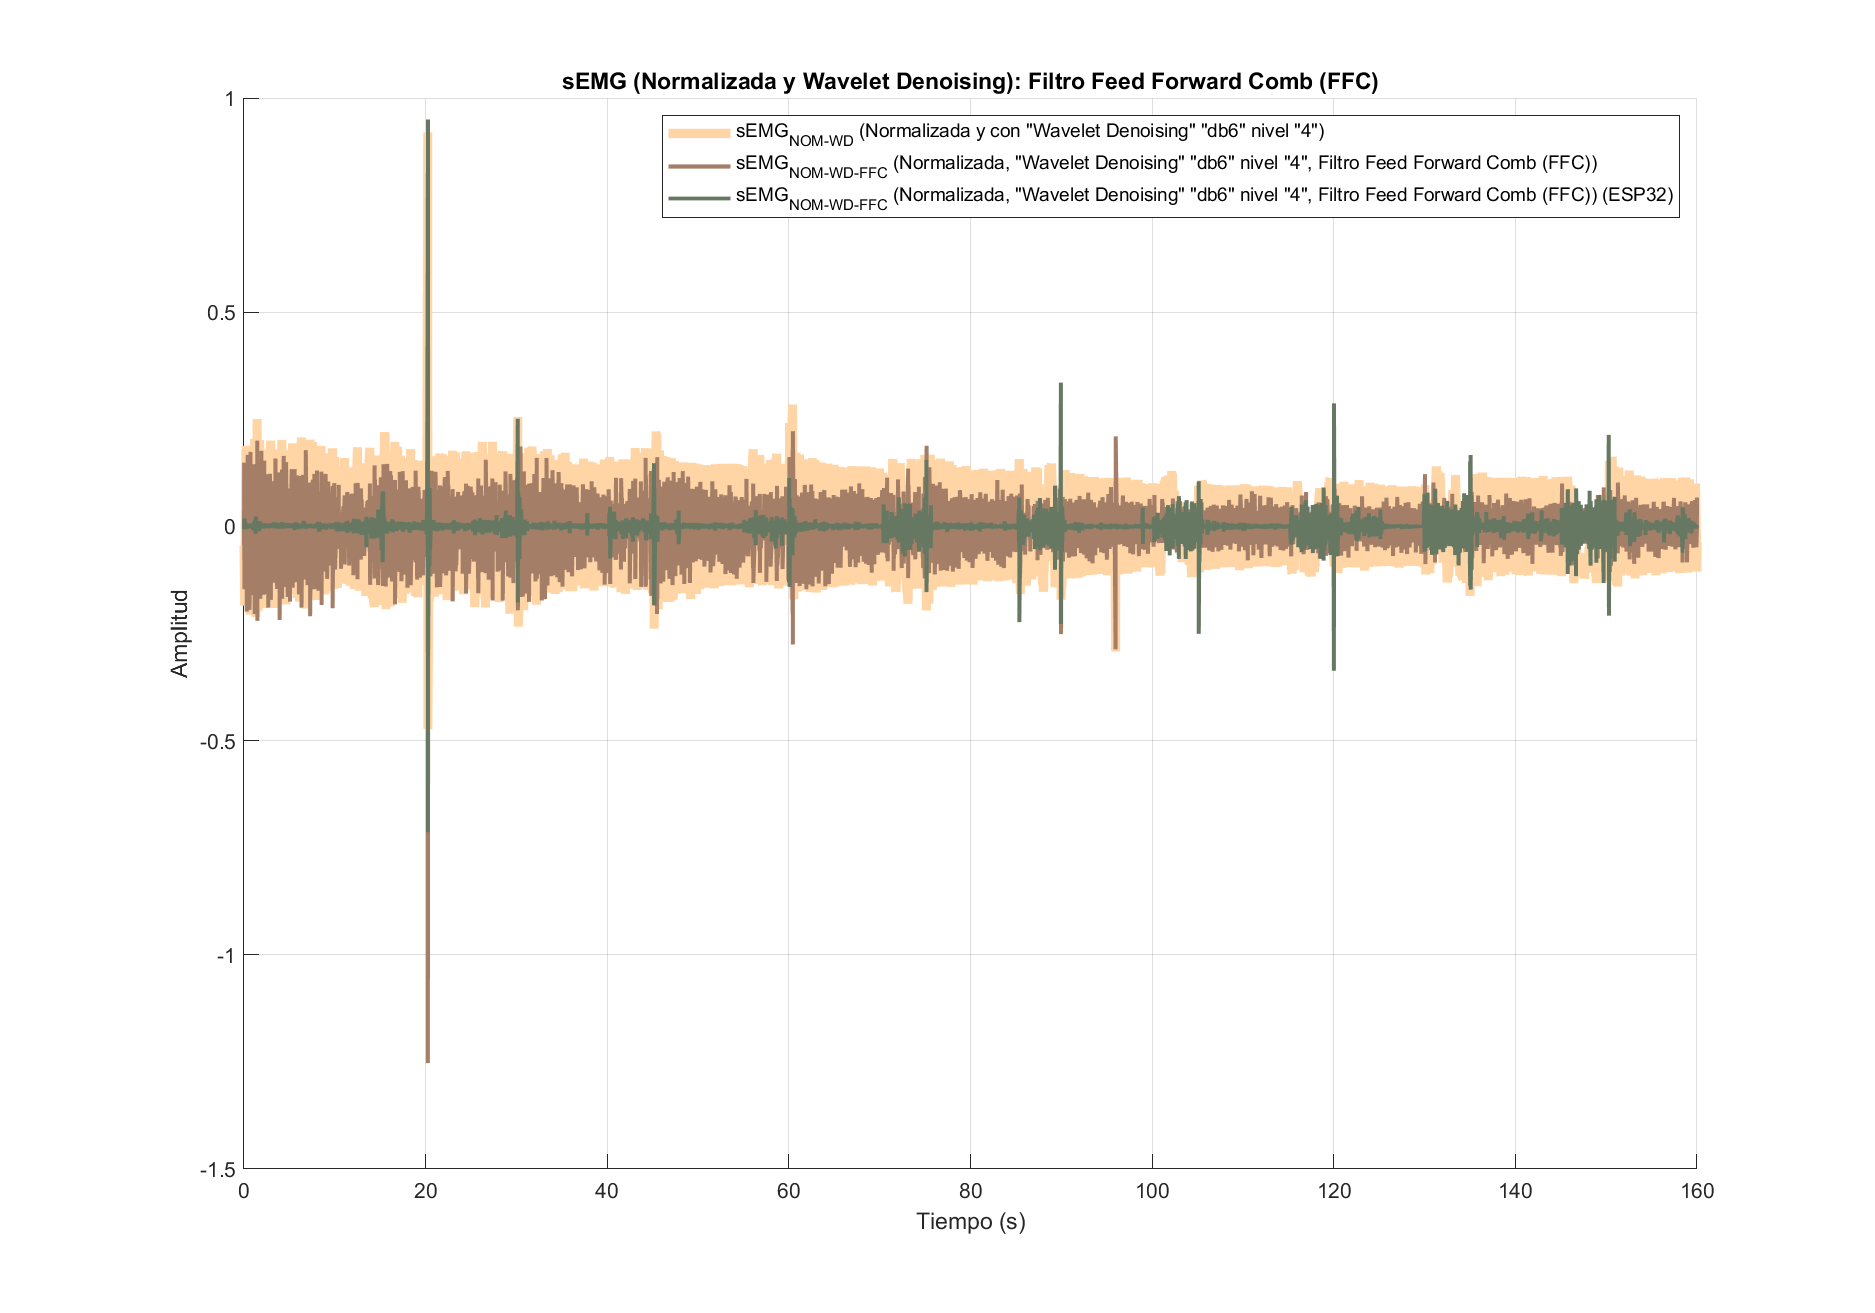 sEMG (Normalizada y Wavelet Denoising): Filtro Feed Forward Comb (FFC)
sEMG_NOM-WD (Normalizada y con "Wavelet Denoising" "db6" nivel "4")
sEMG_NOM-WD-FFC (Normalizada, "Wavelet Denoising" "db6" nivel "4", Filtro Feed Forward Comb (FFC))
sEMG_NOM-WD-FFC (Normalizada, "Wavelet Denoising" "db6" nivel "4", Filtro Feed Forward Comb (FFC)) (ESP32)
1
0.5
0
-0.5
-1
-1.5
Amplitud
0 20 40 60 80 100 120 140 160
Tiempo (s)